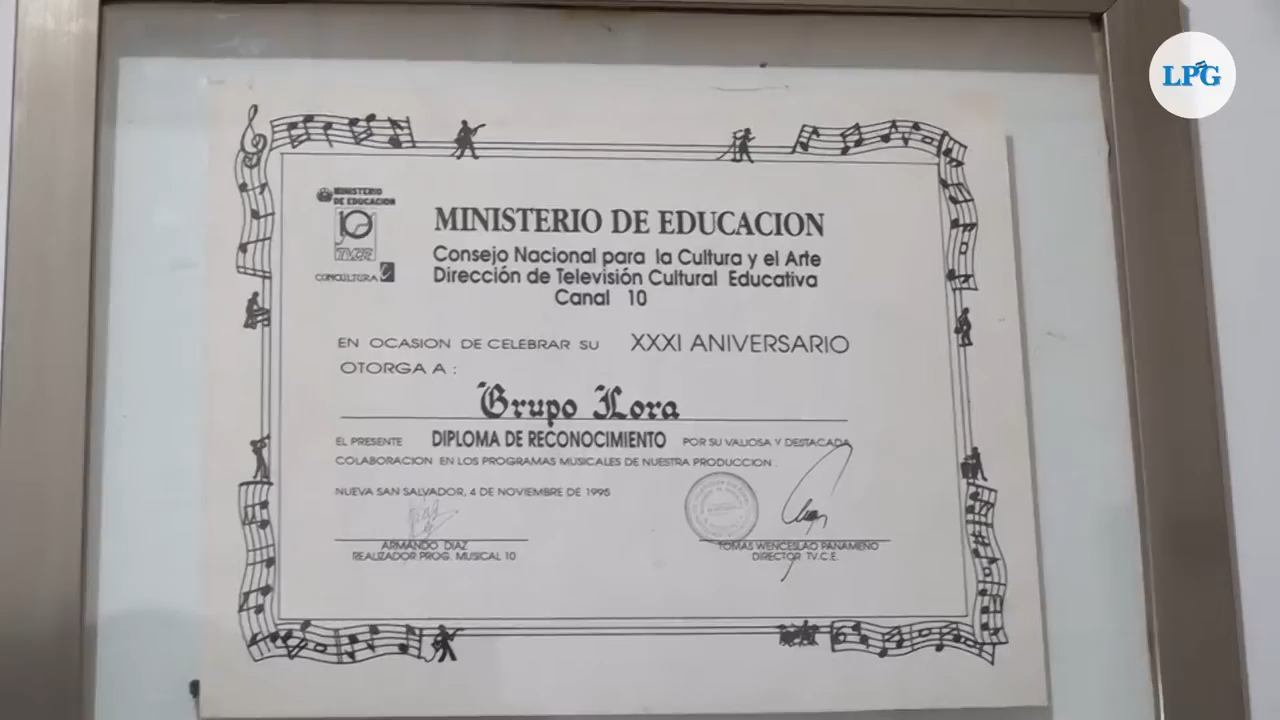 LPG
MINISTERIO
DE EDUCACION
10
TVCE
CONCULTURA
MINISTERIO DE EDUCACION
Consejo Nacional para la Cultura y el Arte
Dirección de Televisión Cultural Educativa
Canal 10
EN OCASION DE CELEBRAR SU XXXI ANIVERSARIO
OTORGA A :
Grupo Lora
EL PRESENTE DIPLOMA DE RECONOCIMIENTO POR SU VALIOSA Y DESTACADA
COLABORACION EN LOS PROGRAMAS MUSICALES DE NUESTRA PRODUCCION .
NUEVA SAN SALVADOR, 4 DE NOVIEMBRE DE 1995
ARMANDO DIAZ
REALIZADOR PROG. MUSICAL 10
TOMAS WENCESLAO PANAMEÑO
DIRECTOR TV.C.E.